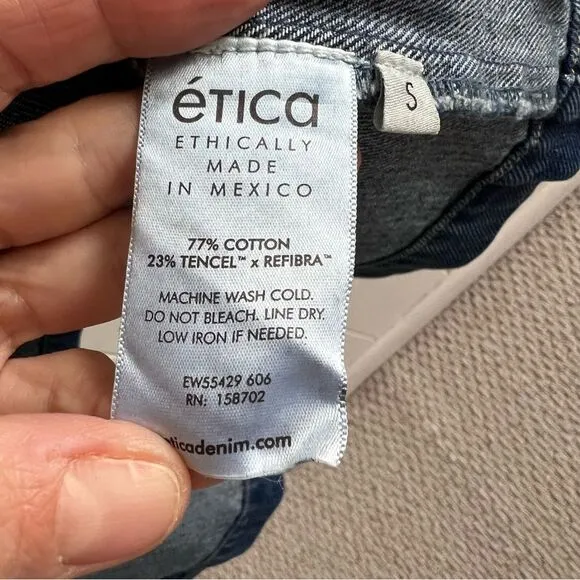 éTICa
ETHICALLY
MADE
IN MEXICO
77% COTTON
23% TENCEL™ x REFIBRA™
MACHINE WASH COLD.
DO NOT BLEACH. LINE DRY.
LOW IRON IF NEEDED.
EW55429 606
RN: 158702
ticadenim.com
S